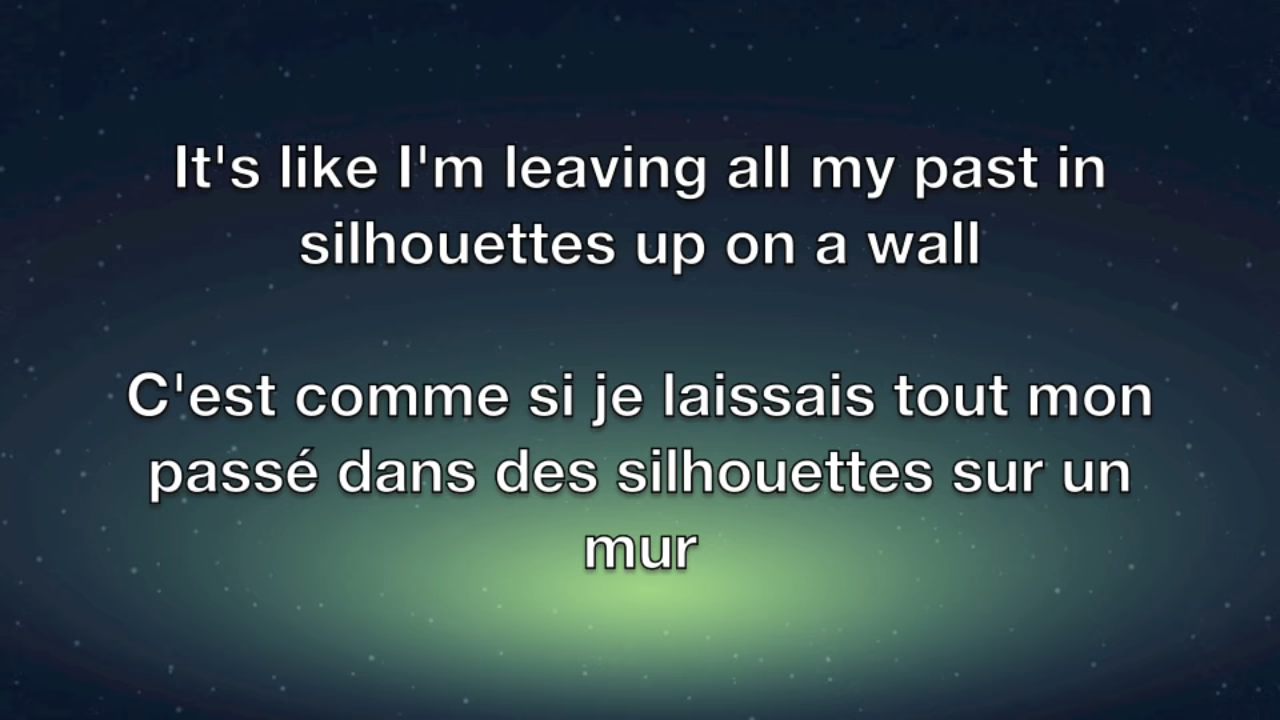 It's like I'm leaving all my past in
silhouettes up on a wall
C'est comme si je laissais tout mon
passé dans des silhouettes sur un
mur